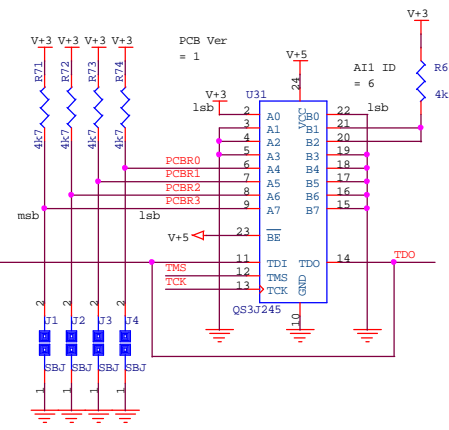 V+3
V+3 V+3 V+3 V+3
PCB Ver
= 1
V+5
R71 R72 R73 R74
4k7 4k7 4k7 4k7
AI1 ID
= 6
R6
4k
V+3
lsb
U31
24
VCC
lsb
2 A0 B0 22
3 A1 B1 21
4 A2 B2 20
5 A3 B3 19
PCBR0 6 A4 B4 18
PCBR1 7 A5 B5 17
PCBR2 8 A6 B6 16
PCBR3 9 A7 B7 15
msb
lsb
V+5 23 BE
11 TDI TDO 14 TDO
TMS 12 TMS
TCK 13 TCK
GND
10
QS3J245
2 2 2 2
J1 J2 J3 J4
SBJ SBJ SBJ SBJ
1 1 1 1